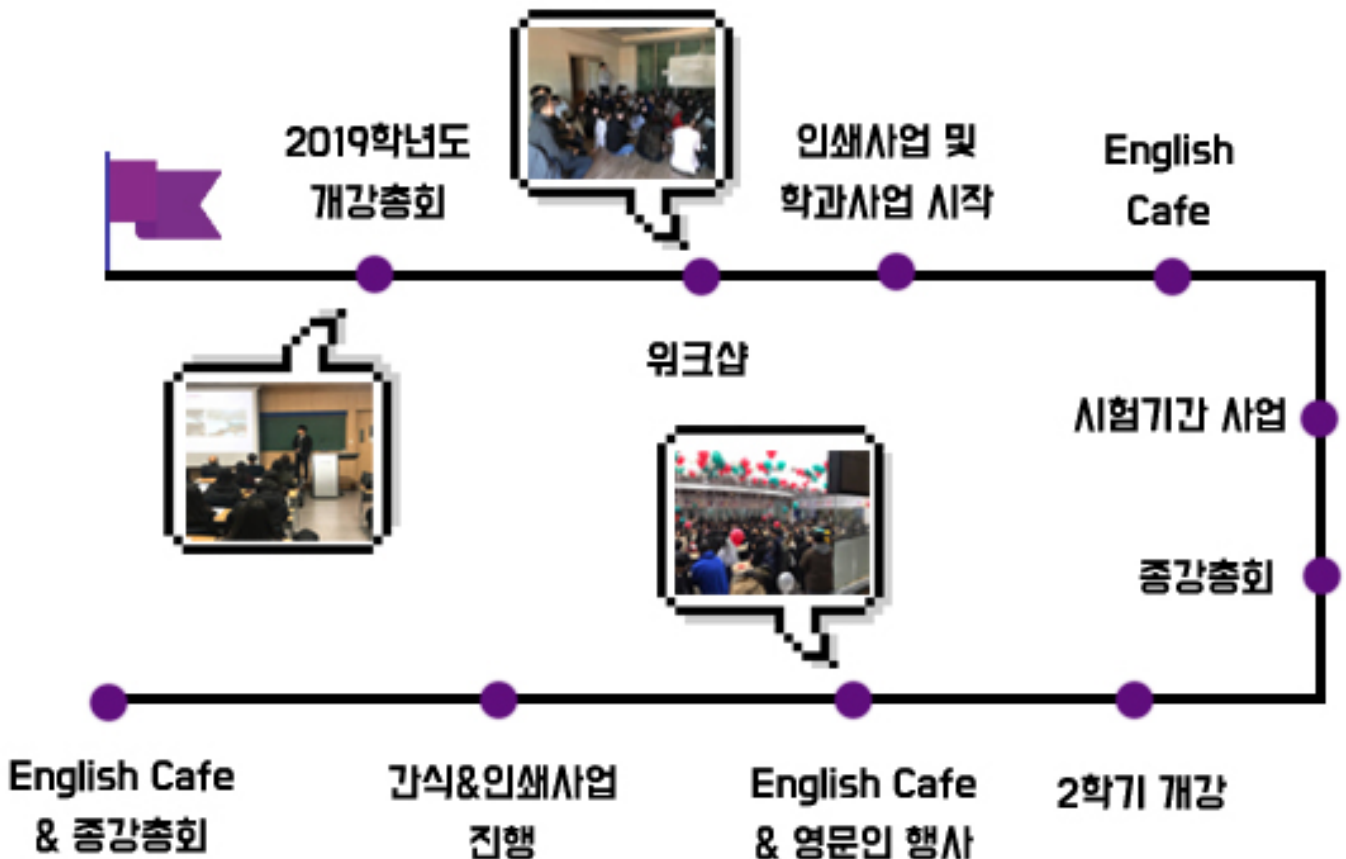 2019학년도
개강총회
인쇄사업 및
학과사업 시작
English
Cafe
워크샵
시험기간 사업
종강총회
2학기 개강
English Cafe
& 영문인 행사
간식&인쇄사업
진행
English Cafe
& 종강총회